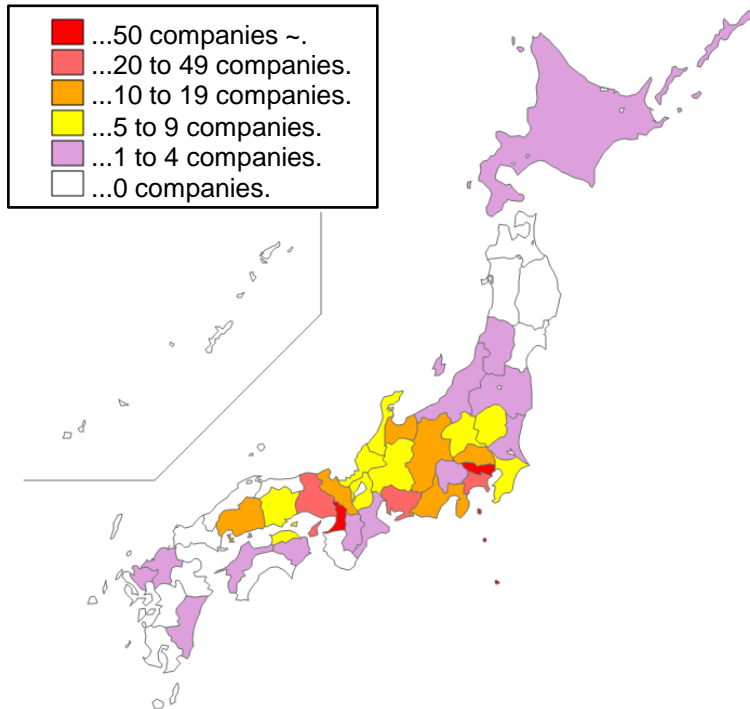 ...50 companies ~.
...20 to 49 companies.
...10 to 19 companies.
...5 to 9 companies.
...1 to 4 companies.
...0 companies.